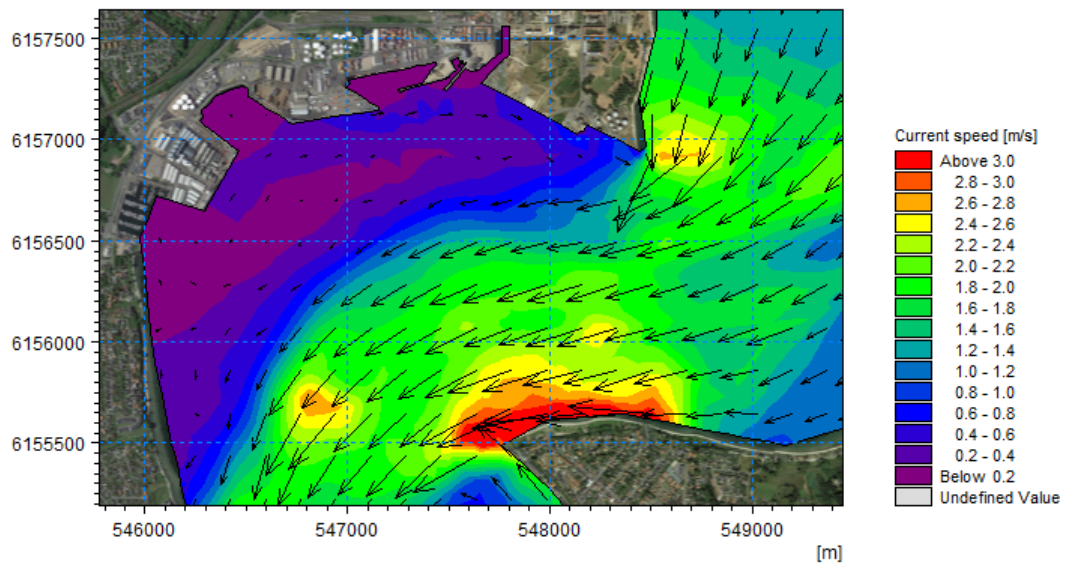 6157500
6157000
6156500
6156000
6155500
546000
547000
548000
549000
[m]
Current speed [m/s]
Above 3.0
2.8 - 3.0
2.6 - 2.8
2.4 - 2.6
2.2 - 2.4
2.0 - 2.2
1.8 - 2.0
1.6 - 1.8
1.4 - 1.6
1.2 - 1.4
1.0 - 1.2
0.8 - 1.0
0.6 - 0.8
0.4 - 0.6
0.2 - 0.4
Below 0.2
Undefined Value